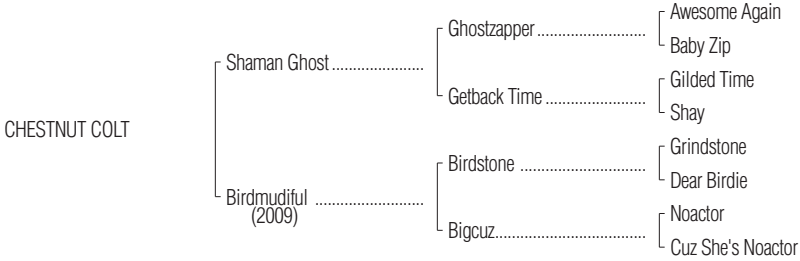 Awesome Again
Ghostzapper
Baby Zip
Shaman Ghost
Gilded Time
Getback Time
Shay
CHESTNUT COLT
Grindstone
Birdstone
Dear Birdie
Birdmudiful
(2009)
Noactor
Bigcuz
Cuz She's Noactor